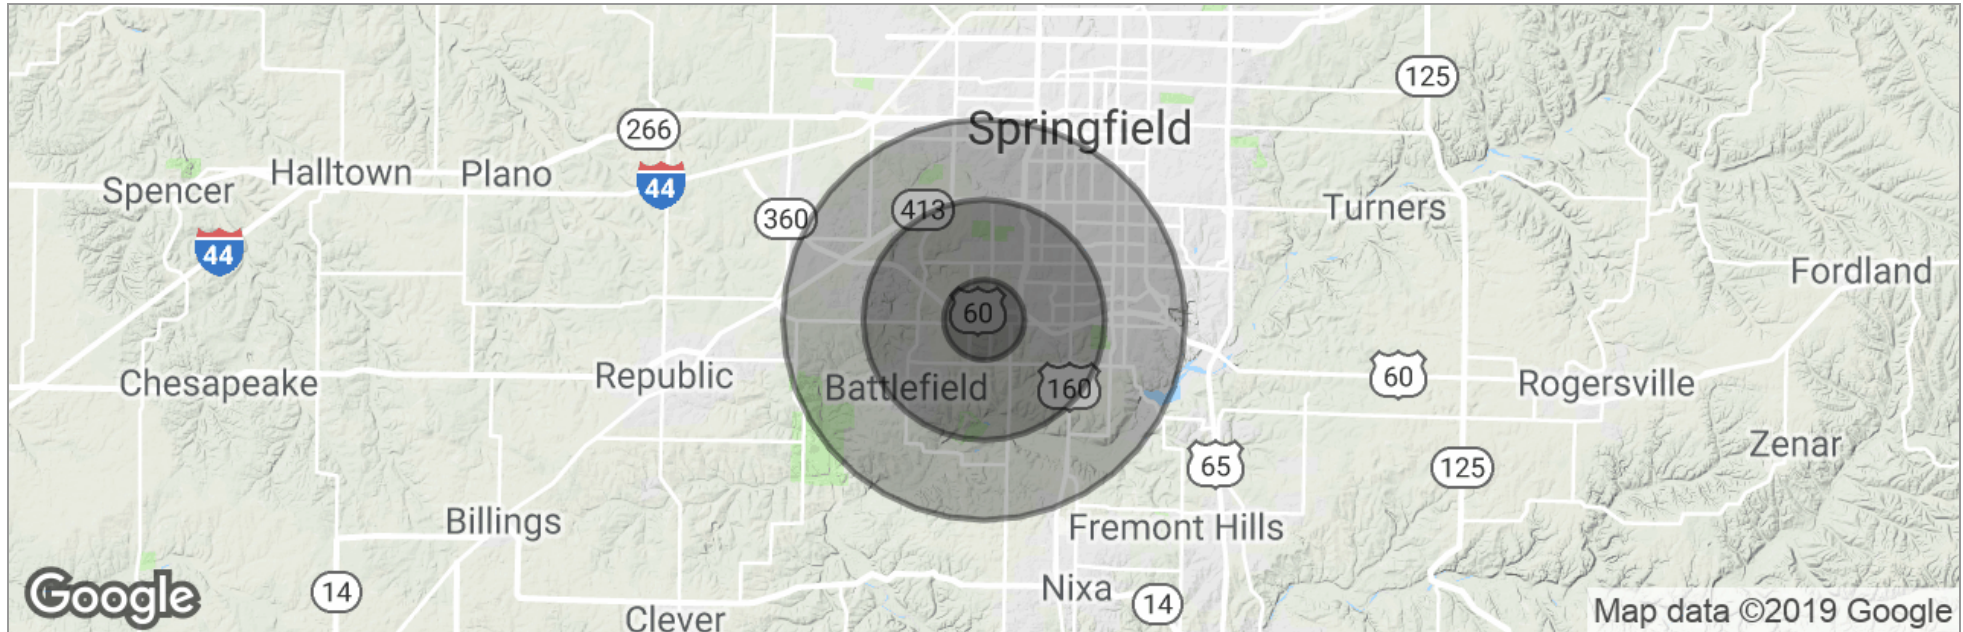 125
Springfield
266
Halltown
Plano
44
Spencer
360
413
Turners
44
Fordland
60
Chesapeake
Republic
Battlefield
160
60
Rogersville
Zenar
65
125
Billings
Fremont Hills
Google
14
Nixa
14
Clever
Map data ©2019 Google